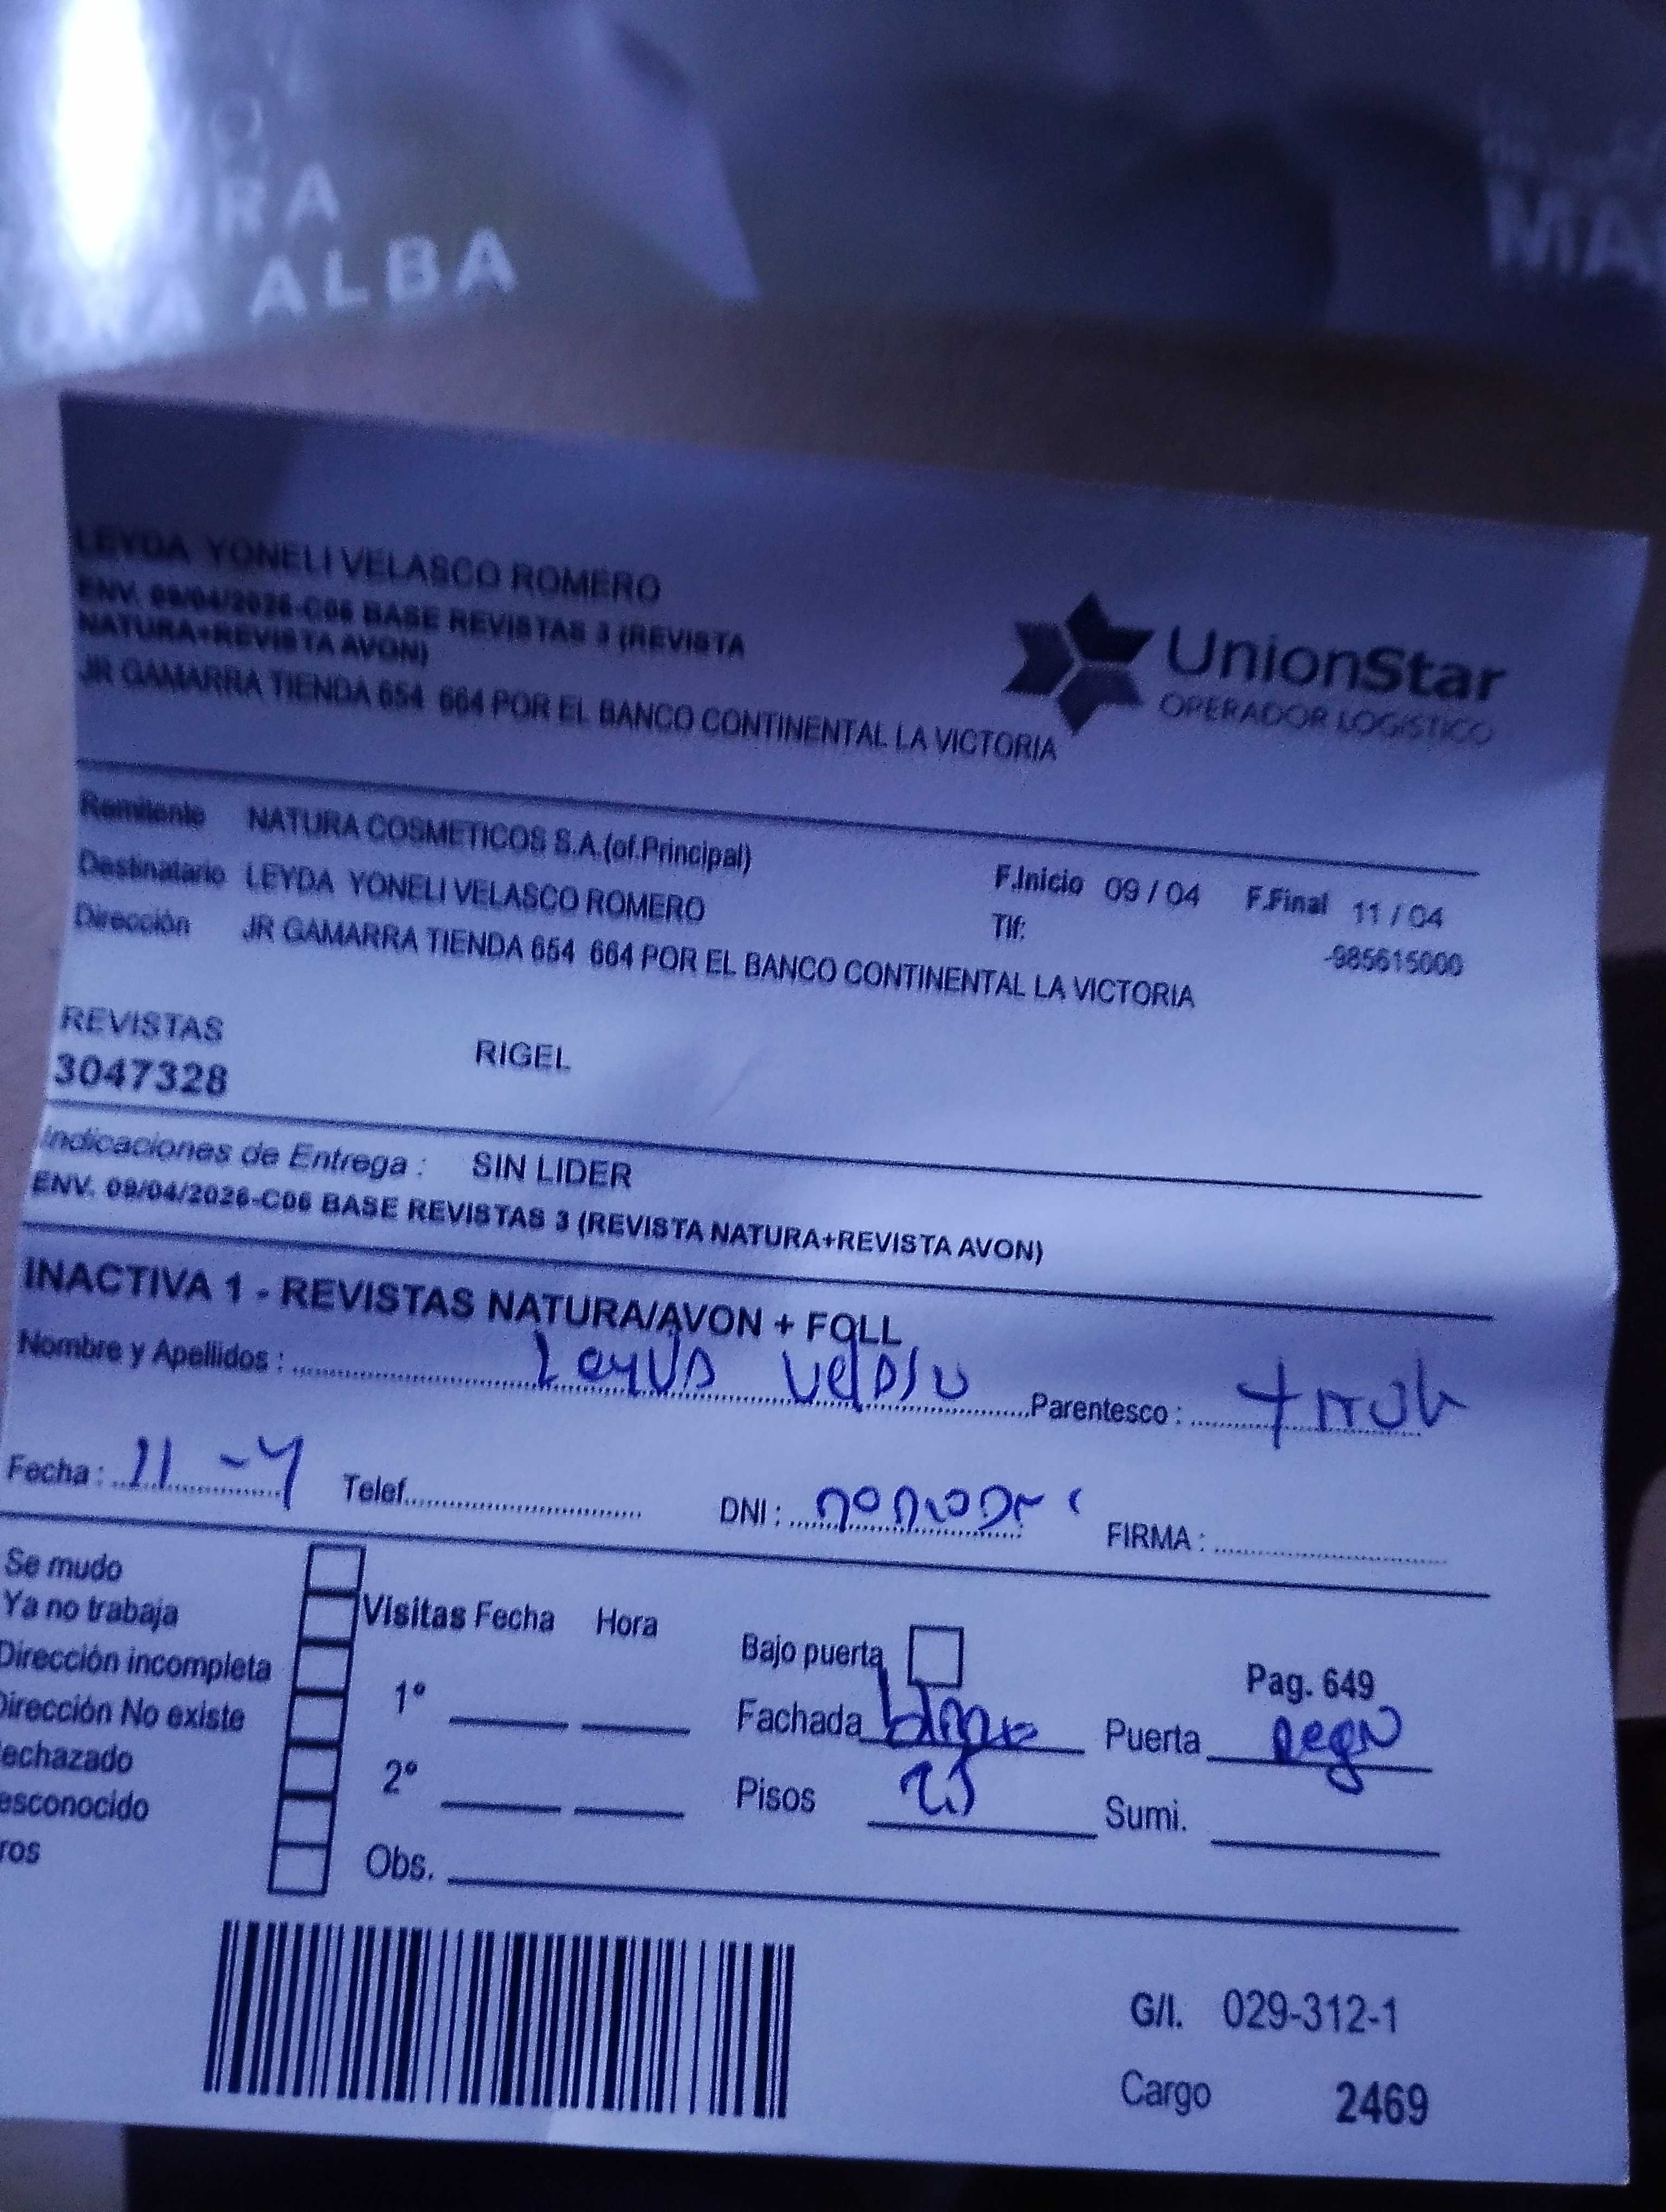 RA
ALBA
MA
LEYDA YONELI VELASCO ROMERO
ENV. 09/04/2026-C06 BASE REVISTAS 3 (REVISTA
NATURA+REVISTA AVON)
JR GAMARRA TIENDA 654 664 POR EL BANCO CONTINENTAL LA VICTORIA
UnionStar
OPERADOR LOGISTICO
Remitente NATURA COSMETICOS S.A.(of.Principal)
F.Inicio 09 / 04 F.Final 11 / 04
Destinatario LEYDA YONELI VELASCO ROMERO
Tlf: -985615000
Dirección JR GAMARRA TIENDA 654 664 POR EL BANCO CONTINENTAL LA VICTORIA
REVISTAS RIGEL
3047328
Indicaciones de Entrega : SIN LIDER
ENV. 09/04/2026-C06 BASE REVISTAS 3 (REVISTA NATURA+REVISTA AVON)
INACTIVA 1 - REVISTAS NATURA/AVON + FOLL
Nombre y Apellidos : Parentesco :
Fecha : 11 - 4 Telef. DNI : FIRMA :
Se mudo
Ya no trabaja
Dirección incompleta
Dirección No existe
echazado
esconocido
ros
Visitas Fecha Hora
1°
2°
Obs.
Bajo puerta
Pag. 649
Fachada Puerta negro
Pisos Sumi.
G/I. 029-312-1
Cargo 2469